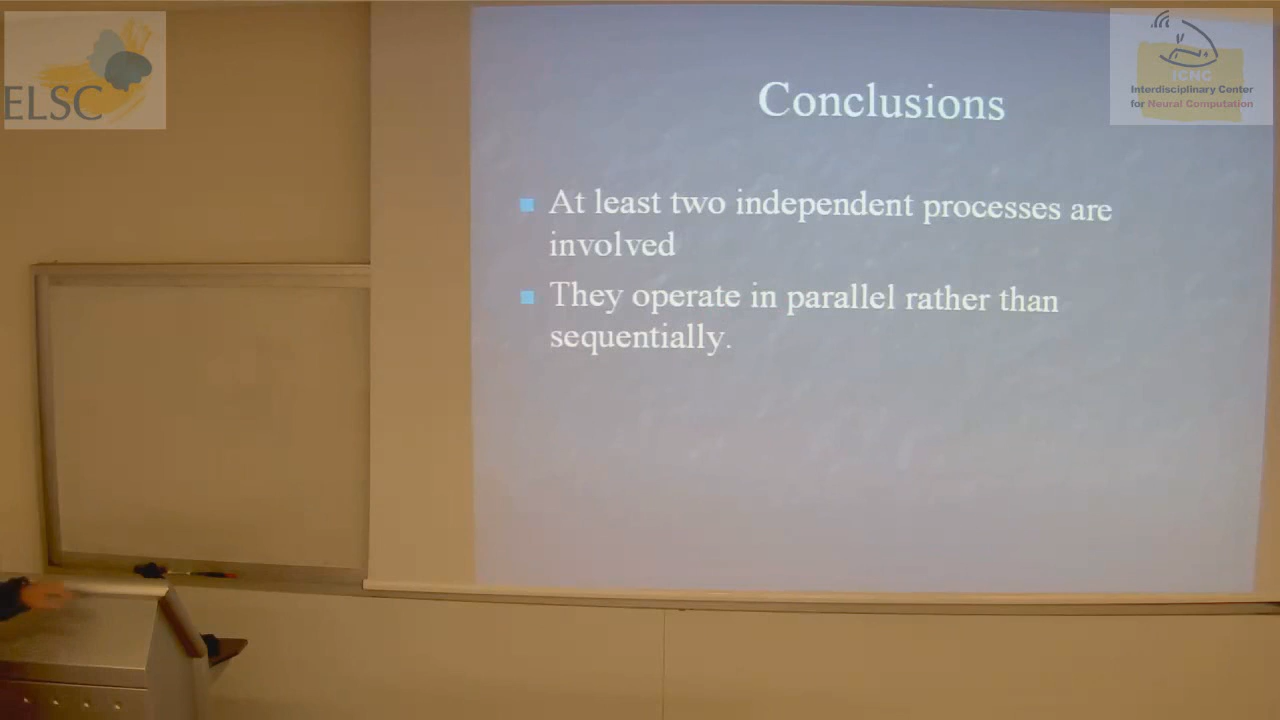 ELSC
ICNC
Interdisciplinary Center
for Neural Computation
Conclusions
At least two independent processes are
involved
They operate in parallel rather than
sequentially.